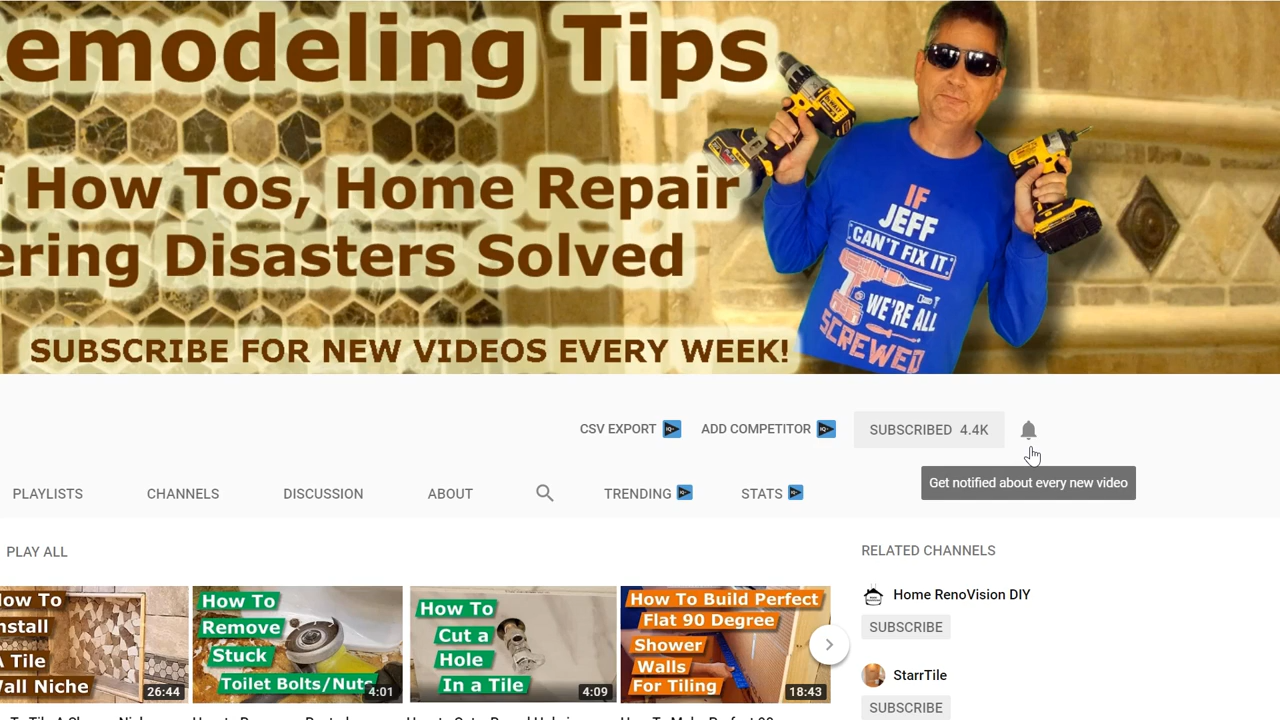 emodeling Tips
How Tos, Home Repair
ering Disasters Solved
SUBSCRIBE FOR NEW VIDEOS EVERY WEEK!
IF
JEFF
CAN'T FIX IT
WE'RE ALL
SCREWED
DEWALT
CSV EXPORT
ADD COMPETITOR
SUBSCRIBED 4.4K
Get notified about every new video
PLAYLISTS
CHANNELS
DISCUSSION
ABOUT
TRENDING
STATS
PLAY ALL
RELATED CHANNELS
How To
nstall
A Tile
Wall Niche
26:44
How To
Remove
Stuck
Toilet Bolts/Nuts
4:01
How To
Cut a
Hole
In a Tile
4:09
How To Build Perfect
Flat 90 Degree
Shower
Walls
For Tiling
18:43
Home RenoVision DIY
SUBSCRIBE
StarrTile
SUBSCRIBE